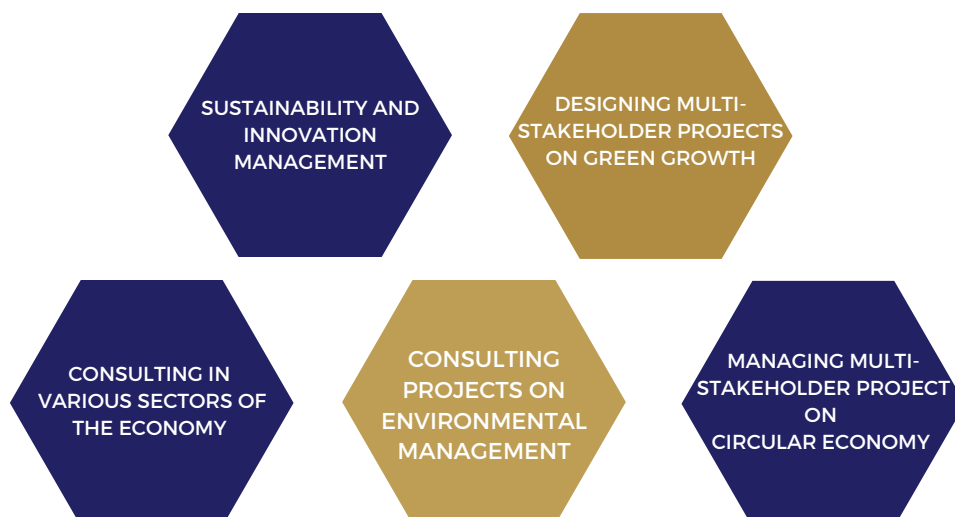 SUSTAINABILITY AND
INNOVATION
MANAGEMENT
DESIGNING MULTI-
STAKEHOLDER PROJECTS
ON GREEN GROWTH
CONSULTING IN
VARIOUS SECTORS OF
THE ECONOMY
CONSULTING
PROJECTS ON
ENVIRONMENTAL
MANAGEMENT
MANAGING MULTI-
STAKEHOLDER PROJECT
ON
CIRCULAR ECONOMY